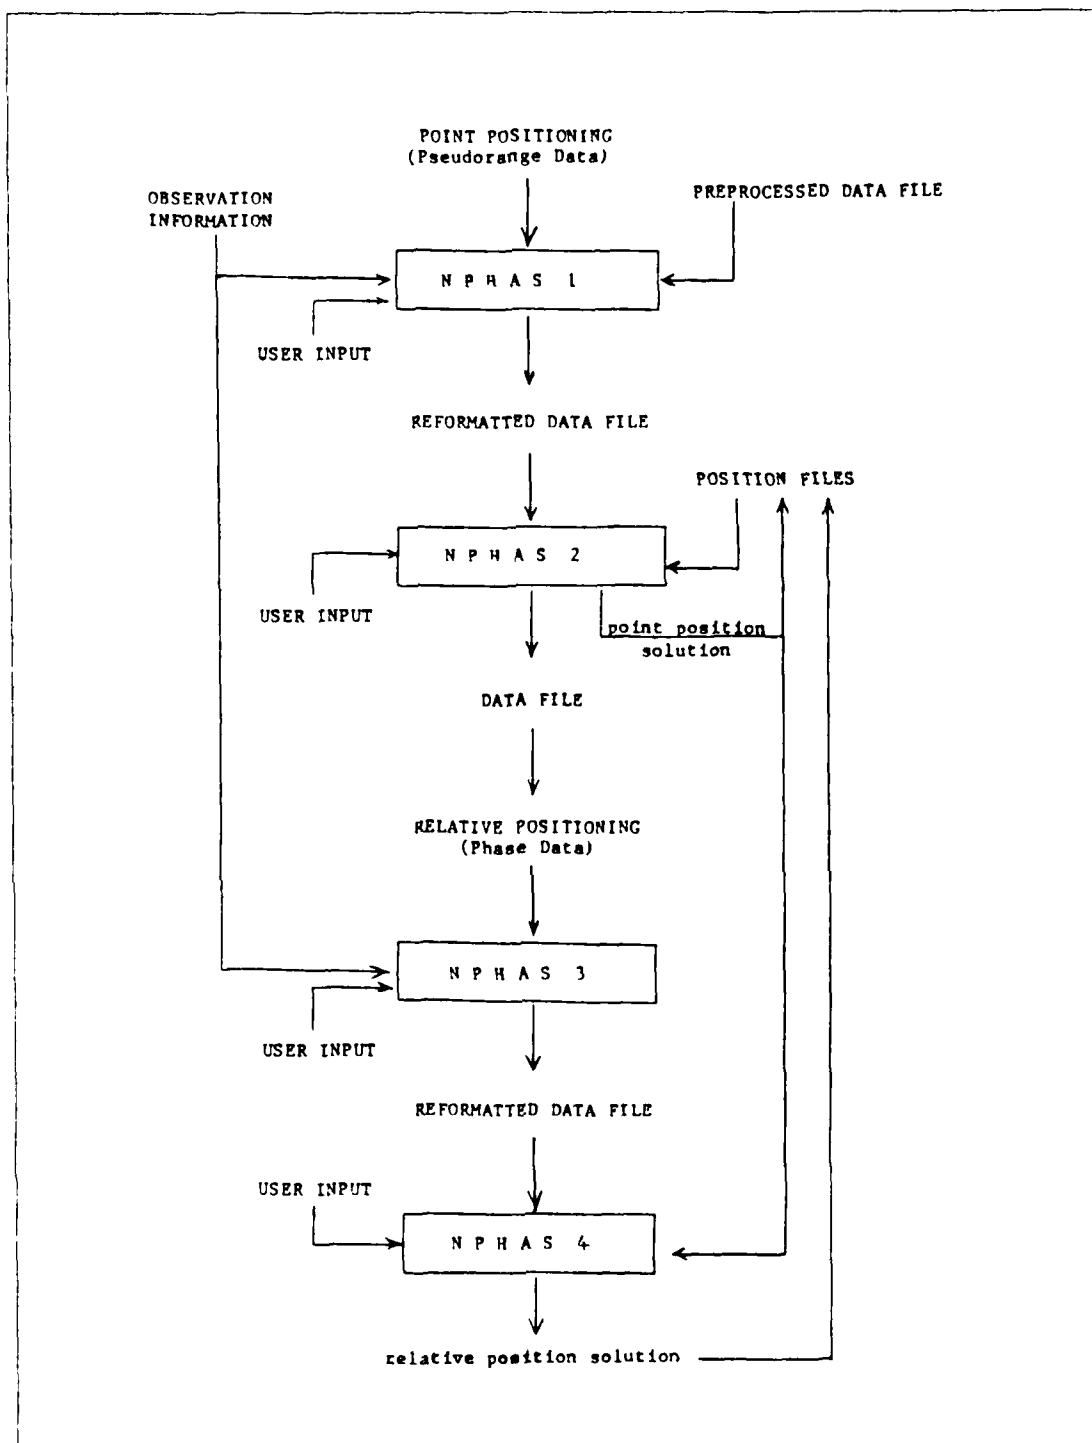 POINT POSITIONING
(Pseudorange Data)
OBSERVATION
INFORMATION
PREPROCESSED DATA FILE
N P H A S 1
USER INPUT
REFORMATTED DATA FILE
POSITION FILES
N P H A S 2
USER INPUT
point position
solution
DATA FILE
RELATIVE POSITIONING
(Phase Data)
N P H A S 3
USER INPUT
REFORMATTED DATA FILE
USER INPUT
N P H A S 4
relative position solution